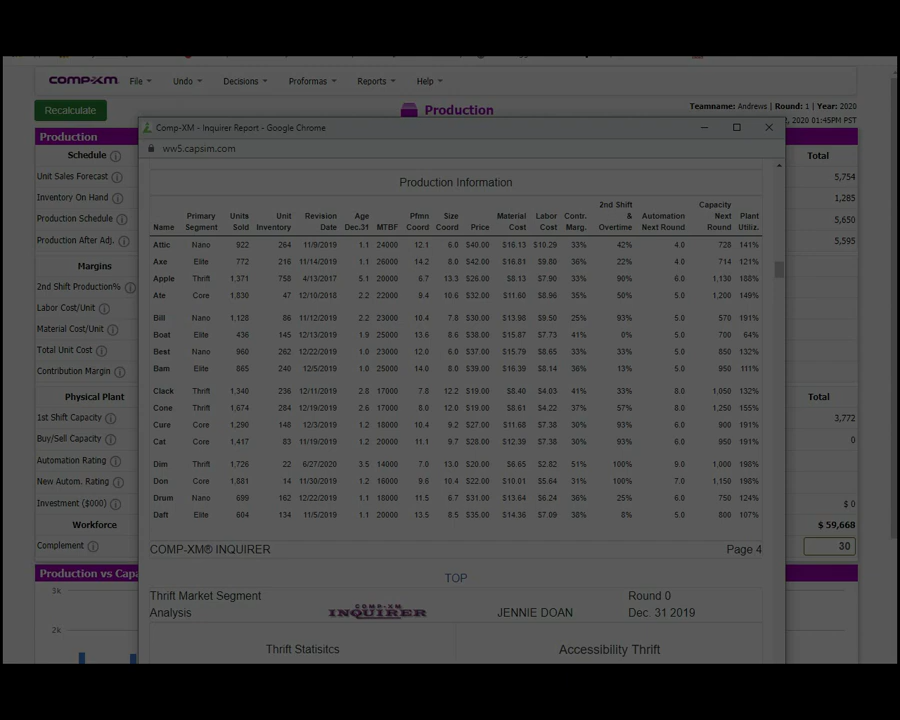 COMP-XM File Undo Decisions Proformas Reports Help
Recalculate Production Teamname: Andrews | Round: 1 | Year: 2020
2, 2020 01:45PM PST
Production
Comp-XM - Inquirer Report - Google Chrome
ww5.capsim.com
Schedule
Unit Sales Forecast
Inventory On Hand
Production Schedule
Production After Adj.
Margins
2nd Shift Production%
Labor Cost/Unit
Material Cost/Unit
Total Unit Cost
Contribution Margin
Physical Plant
1st Shift Capacity
Buy/Sell Capacity
Automation Rating
New Autom. Rating
Investment ($000)
Workforce
Complement
Production vs Capa
3k
2k
Production Information
Name Primary Segment Units Sold Unit Inventory Revision Date Age Dec.31 MTBF Pfmn Coord Size Coord Price Material Cost Labor Cost Contr. Marg. 2nd Shift & Overtime Automation Next Round Capacity Next Round Plant Utiliz.
Attic Nano 922 264 11/9/2019 1.1 24000 12.1 6.0 $40.00 $16.13 $10.29 33% 42% 4.0 728 141%
Axe Elite 772 216 11/14/2019 1.1 26000 14.2 8.0 $42.00 $16.81 $9.80 36% 22% 4.0 714 121%
Apple Thrift 1,371 758 4/13/2017 5.1 20000 6.7 13.3 $26.00 $8.13 $7.90 33% 90% 6.0 1,130 188%
Ate Core 1,830 47 12/10/2018 2.2 22000 9.4 10.6 $32.00 $11.60 $8.96 35% 50% 5.0 1,200 149%
Bill Nano 1,128 86 11/12/2019 2.2 23000 10.4 7.8 $30.00 $13.98 $9.50 25% 93% 5.0 570 191%
Boat Elite 436 145 12/13/2019 1.9 25000 13.6 8.6 $38.00 $15.87 $7.73 41% 0% 5.0 700 64%
Best Nano 960 262 12/22/2019 1.0 23000 12.0 6.0 $37.00 $15.79 $8.65 33% 33% 5.0 850 132%
Bam Elite 865 240 12/5/2019 1.0 25000 14.0 8.0 $39.00 $16.39 $8.14 36% 13% 5.0 950 111%
Clack Thrift 1,340 236 12/11/2019 2.8 17000 7.8 12.2 $19.00 $8.40 $4.03 41% 33% 8.0 1,050 132%
Cone Core 1,674 284 12/19/2019 2.6 17000 8.0 12.0 $19.00 $8.61 $4.22 37% 57% 8.0 1,250 155%
Cure Core 1,290 148 12/3/2019 1.2 18000 10.4 9.2 $27.00 $11.68 $7.38 30% 93% 6.0 900 191%
Cat Core 1,417 83 11/19/2019 1.2 20000 11.1 9.7 $28.00 $12.39 $7.38 30% 93% 6.0 950 191%
Dim Thrift 1,726 22 6/27/2020 3.5 14000 7.0 13.0 $20.00 $6.65 $2.82 51% 100% 9.0 1,000 198%
Don Core 1,881 14 11/30/2019 1.2 16000 9.6 10.4 $22.00 $10.01 $5.64 31% 100% 7.0 1,150 198%
Drum Nano 699 162 12/22/2019 1.1 18000 11.5 6.7 $31.00 $13.64 $6.24 36% 25% 6.0 750 124%
Daft Elite 604 134 11/5/2019 1.1 20000 13.5 8.5 $35.00 $14.36 $7.09 38% 8% 5.0 800 107%
COMP-XM® INQUIRER Page 4
TOP
Thrift Market Segment Round 0
Analysis COMP-XM INQUIRER JENNIE DOAN Dec. 31 2019
Thrift Statisitcs Accessibility Thrift
Total
5,754
1,285
5,650
5,595
Total
3,772
0
$ 0
$ 59,668
30